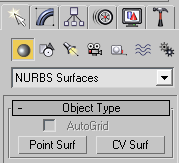 NURBS Surfaces
- Object Type
AutoGrid
Point Surf CV Surf